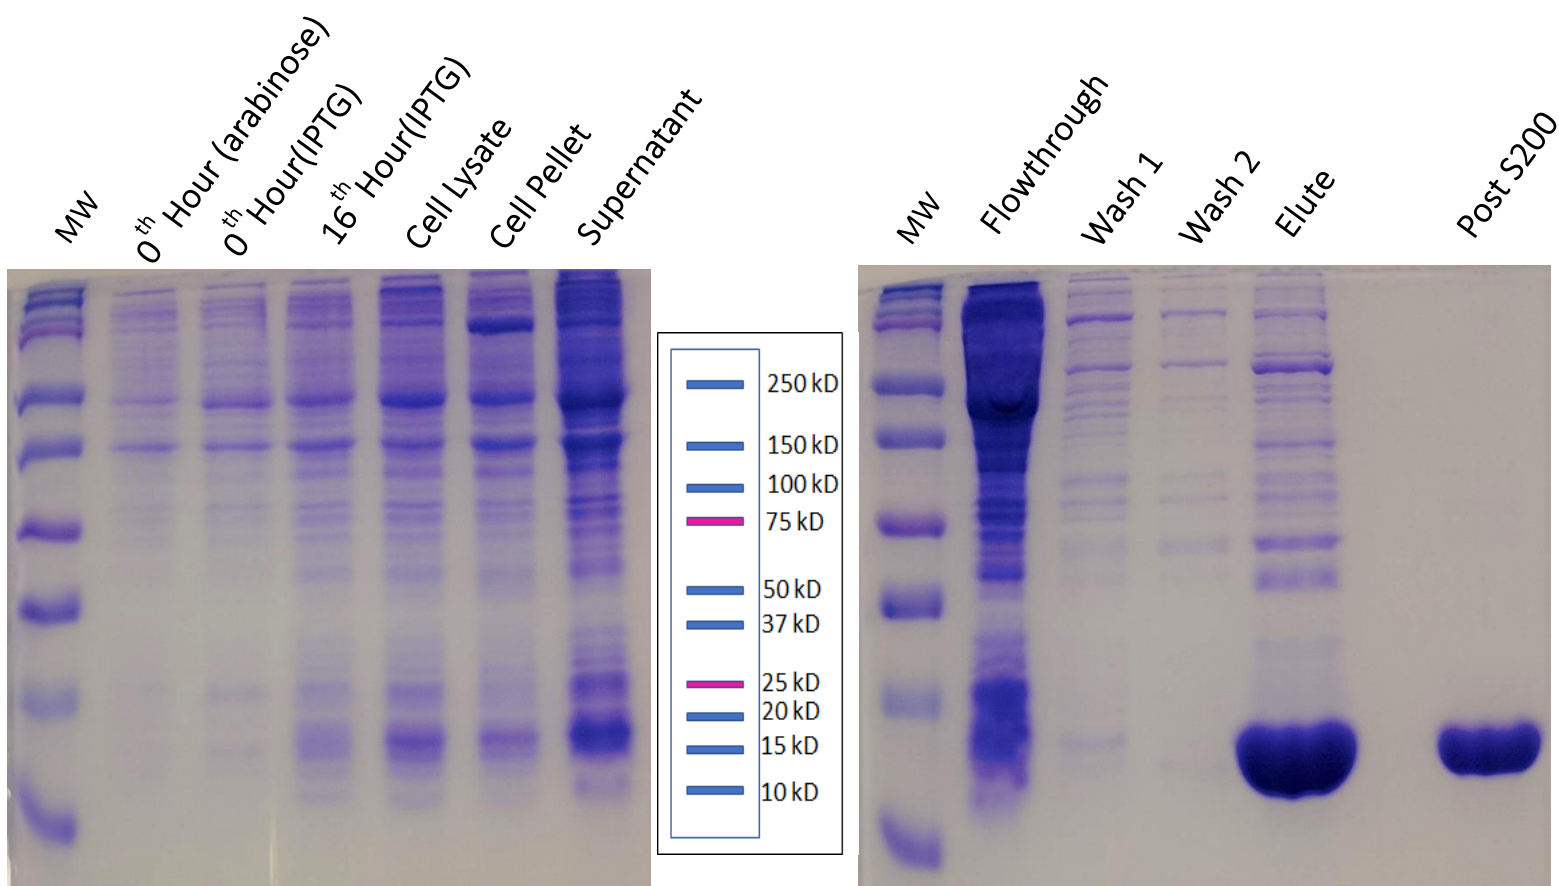 MW
0th Hour (arabinose)
0th Hour(IPTG)
16th Hour(IPTG)
Cell Lysate
Cell Pellet
Supernatant
250 kD
150 kD
100 kD
75 kD
50 kD
37 kD
25 kD
20 kD
15 kD
10 kD
MW
Flowthrough
Wash 1
Wash 2
Elute
Post S200